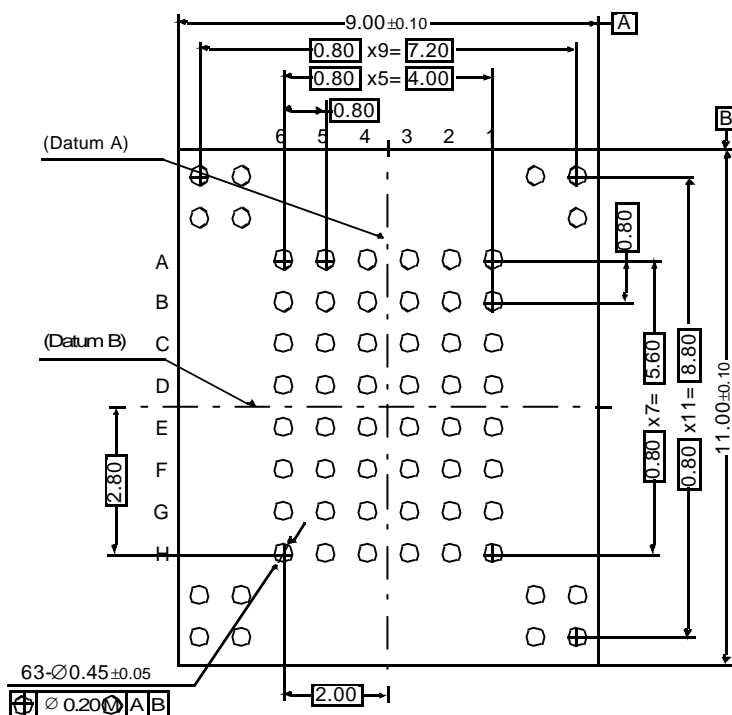 9.00±0.10
A
0.80 x9= 7.20
0.80 x5= 4.00
0.80
B
6 5 4 3 2 1
(Datum A)
0.80
A
B
(Datum B)
C
D
E
F
G
H
2.80
0.80 x7= 5.60
0.80 x11= 8.80
11.00±0.10
63-∅0.45±0.05
2.00
⌖ ∅ 0.20Ⓜ A B